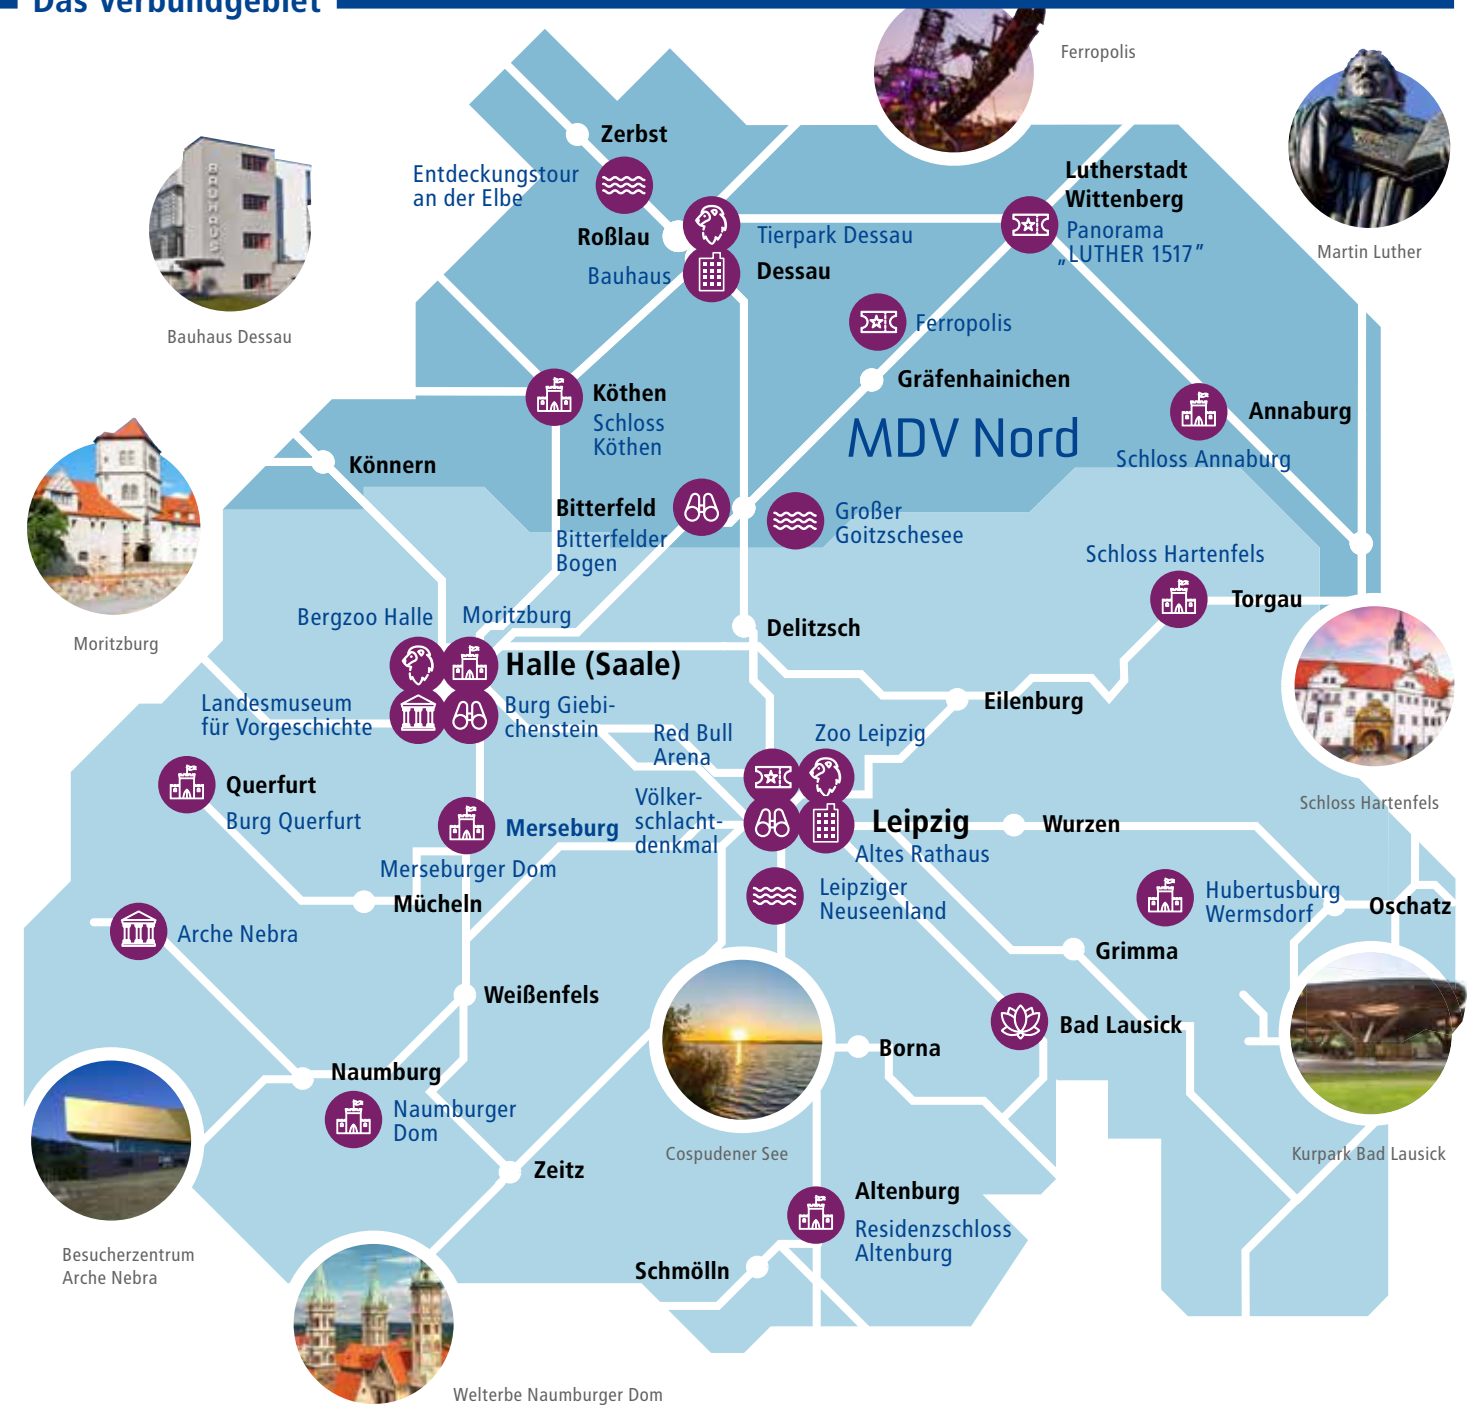 Das Verbundgebiet
Ferropolis
Zerbst
Entdeckungstour
an der Elbe
Lutherstadt
Wittenberg
Panorama
„LUTHER 1517”
Roßlau
Tierpark Dessau
Bauhaus
Dessau
BAUHAUS
Martin Luther
Bauhaus Dessau
Ferropolis
Gräfenhainichen
Köthen
Schloss
Köthen
MDV Nord
Annaburg
Schloss Annaburg
Könnern
Bitterfeld
Bitterfelder
Bogen
Großer
Goitzschesee
Schloss Hartenfels
Torgau
Moritzburg
Bergzoo Halle
Moritzburg
Delitzsch
Halle (Saale)
Landesmuseum
für Vorgeschichte
Burg Giebi-
chenstein
Eilenburg
Red Bull
Arena
Zoo Leipzig
Querfurt
Burg Querfurt
Völker-
schlacht-
denkmal
Schloss Hartenfels
Merseburg
Merseburger Dom
Leipzig
Altes Rathaus
Wurzen
Leipziger
Neuseenland
Hubertusburg
Wermsdorf
Oschatz
Mücheln
Arche Nebra
Grimma
Weißenfels
Bad Lausick
Borna
Naumburg
Naumburger
Dom
Cospudener See
Kurpark Bad Lausick
Zeitz
Altenburg
Residenzschloss
Altenburg
Besucherzentrum
Arche Nebra
Schmölln
Welterbe Naumburger Dom